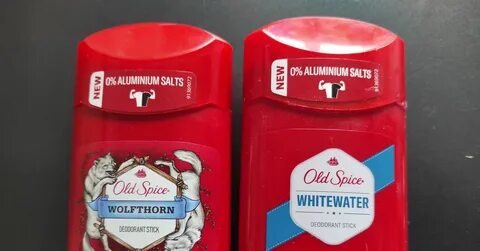 NEW
0% ALUMINIUM SALTS
Old Spice
WOLFTHORN
DEODORANT STICK
NEW
0% ALUMINIUM SALTS
Old Spice
WHITEWATER
DEODORANT STICK